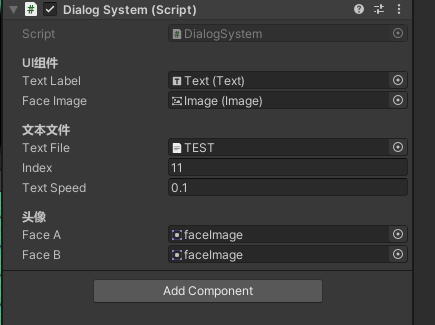 Dialog System (Script)
Script DialogSystem
UI组件
Text Label Text (Text)
Face Image Image (Image)
文本文件
Text File TEST
Index 11
Text Speed 0.1
头像
Face A faceImage
Face B faceImage
Add Component